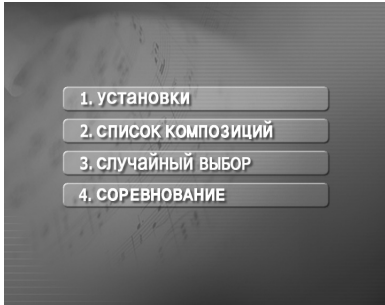 1. УСТАНОВКИ
2. СПИСОК КОМПОЗИЦИЙ
3. СЛУЧАЙНЫЙ ВЫБОР
4. СОРЕВНОВАНИЕ